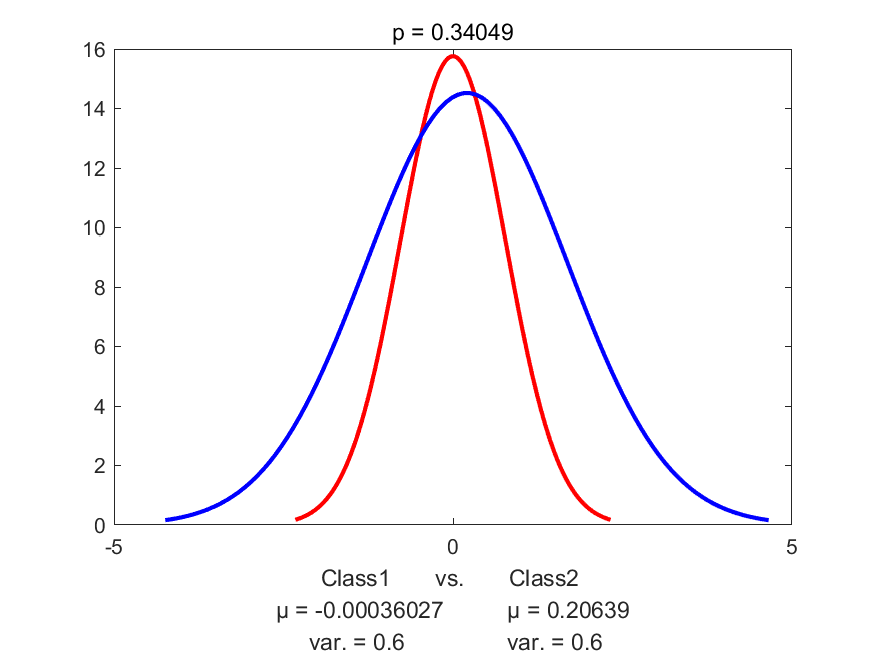 p = 0.34049
16
14
12
10
8
6
4
2
0
-5 0 5
Class1 vs. Class2
μ = -0.00036027 μ = 0.20639
var. = 0.6 var. = 0.6